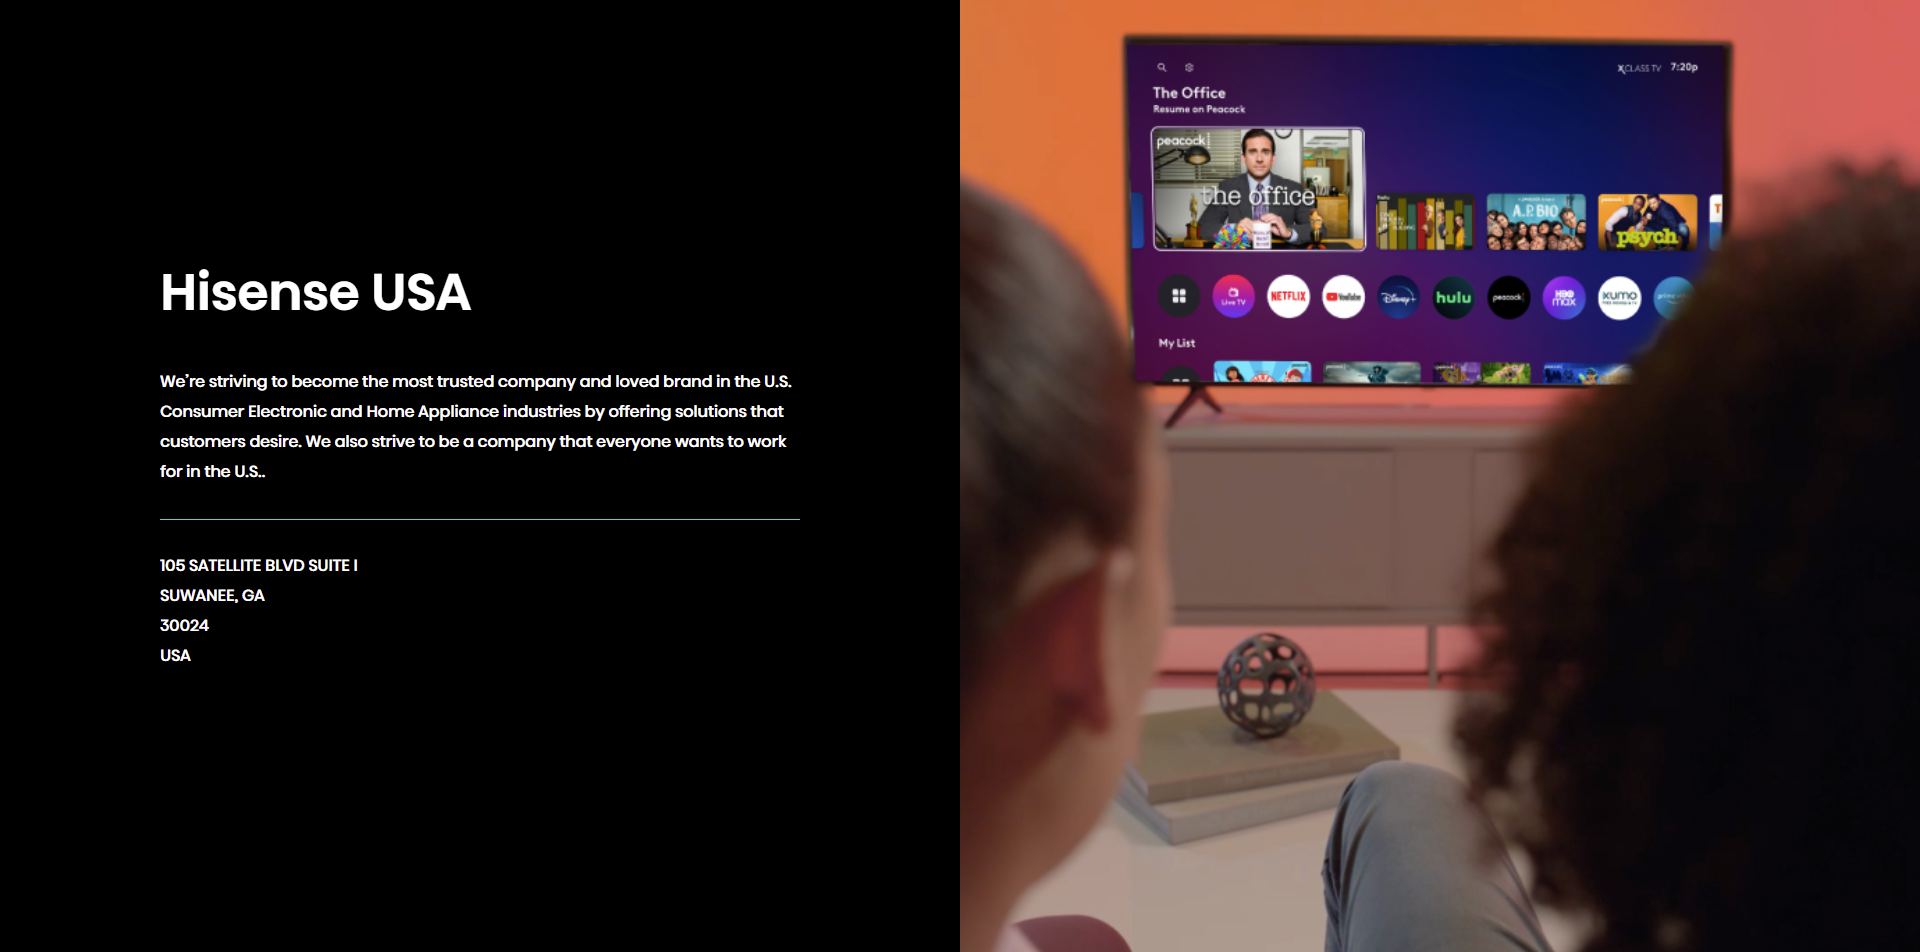 Hisense USA
We’re striving to become the most trusted company and loved brand in the U.S.
Consumer Electronic and Home Appliance industries by offering solutions that
customers desire. We also strive to be a company that everyone wants to work
for in the U.S..
105 SATELLITE BLVD SUITE I
SUWANEE, GA
30024
USA
XCLASS TV 7:20p
The Office
Resume on Peacock
peacock
the office
A.P. BIO
psych
Live TV
NETFLIX
YouTube
Disney+
hulu
peacock
HBO
max
XUMO
prime
My List